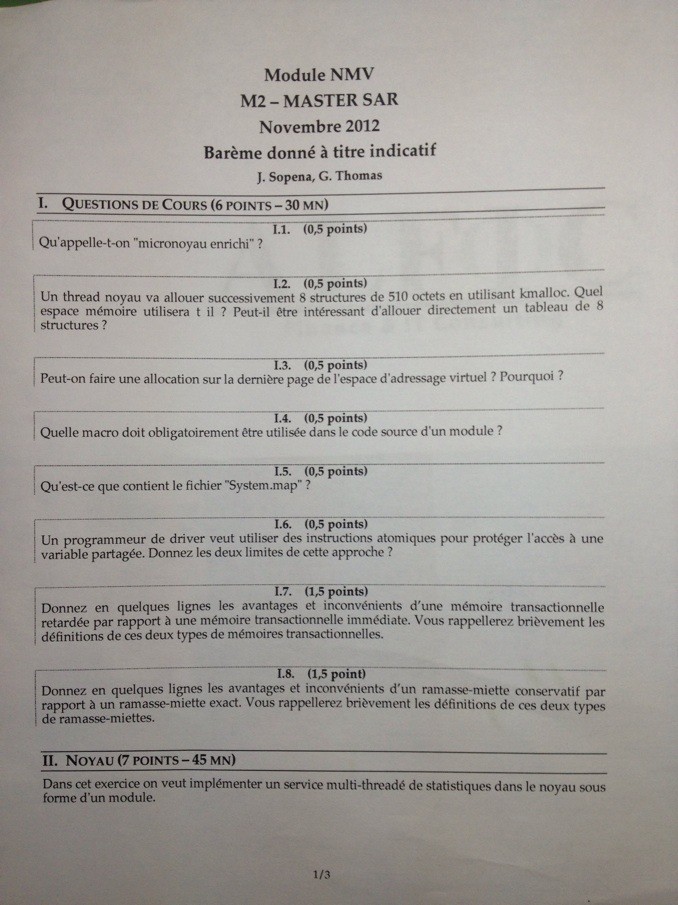 Module NMV
M2 – MASTER SAR
Novembre 2012
Barème donné à titre indicatif
J. Sopena, G. Thomas
I. QUESTIONS DE COURS (6 POINTS – 30 MN)
I.1. (0,5 points)
Qu'appelle-t-on "micronoyau enrichi" ?
I.2. (0,5 points)
Un thread noyau va allouer successivement 8 structures de 510 octets en utilisant kmalloc. Quel
espace mémoire utilisera t il ? Peut-il être intéressant d'allouer directement un tableau de 8
structures ?
I.3. (0,5 points)
Peut-on faire une allocation sur la dernière page de l'espace d'adressage virtuel ? Pourquoi ?
I.4. (0,5 points)
Quelle macro doit obligatoirement être utilisée dans le code source d'un module ?
I.5. (0,5 points)
Qu'est-ce que contient le fichier "System.map" ?
I.6. (0,5 points)
Un programmeur de driver veut utiliser des instructions atomiques pour protéger l'accès à une
variable partagée. Donnez les deux limites de cette approche ?
I.7. (1,5 points)
Donnez en quelques lignes les avantages et inconvénients d'une mémoire transactionnelle
retardée par rapport à une mémoire transactionnelle immédiate. Vous rappellerez brièvement les
définitions de ces deux types de mémoires transactionnelles.
I.8. (1,5 point)
Donnez en quelques lignes les avantages et inconvénients d'un ramasse-miette conservatif par
rapport à un ramasse-miette exact. Vous rappellerez brièvement les définitions de ces deux types
de ramasse-miettes.
II. NOYAU (7 POINTS – 45 MN)
Dans cet exercice on veut implémenter un service multi-threadé de statistiques dans le noyau sous
forme d'un module.
1/3